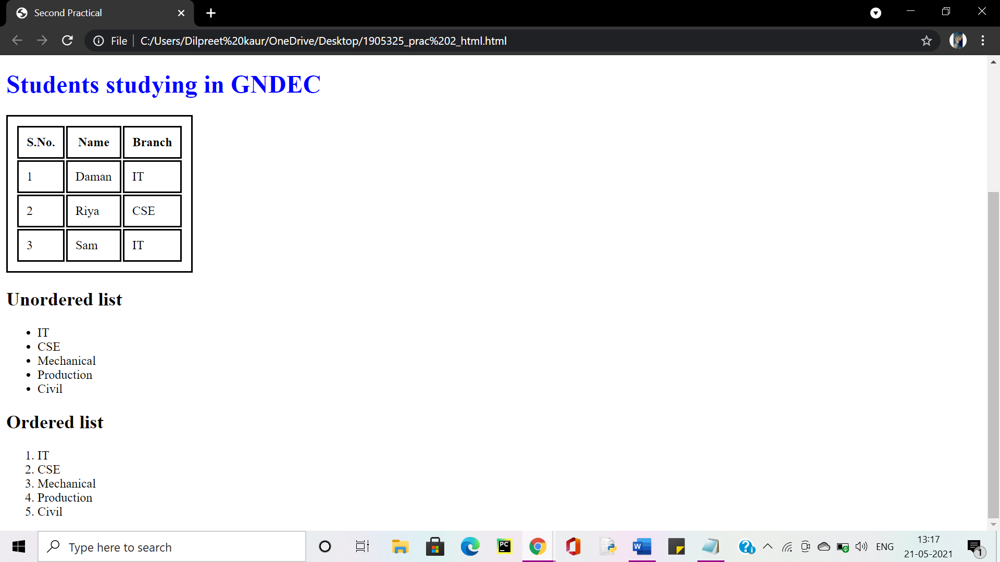 Second Practical
File C:/Users/Dilpreet%20kaur/OneDrive/Desktop/1905325_prac%202_html.html
Students studying in GNDEC
S.No. Name Branch
1 Daman IT
2 Riya CSE
3 Sam IT
Unordered list
• IT
• CSE
• Mechanical
• Production
• Civil
Ordered list
1. IT
2. CSE
3. Mechanical
4. Production
5. Civil
Type here to search
PC
W
ENG
13:17
21-05-2021
1